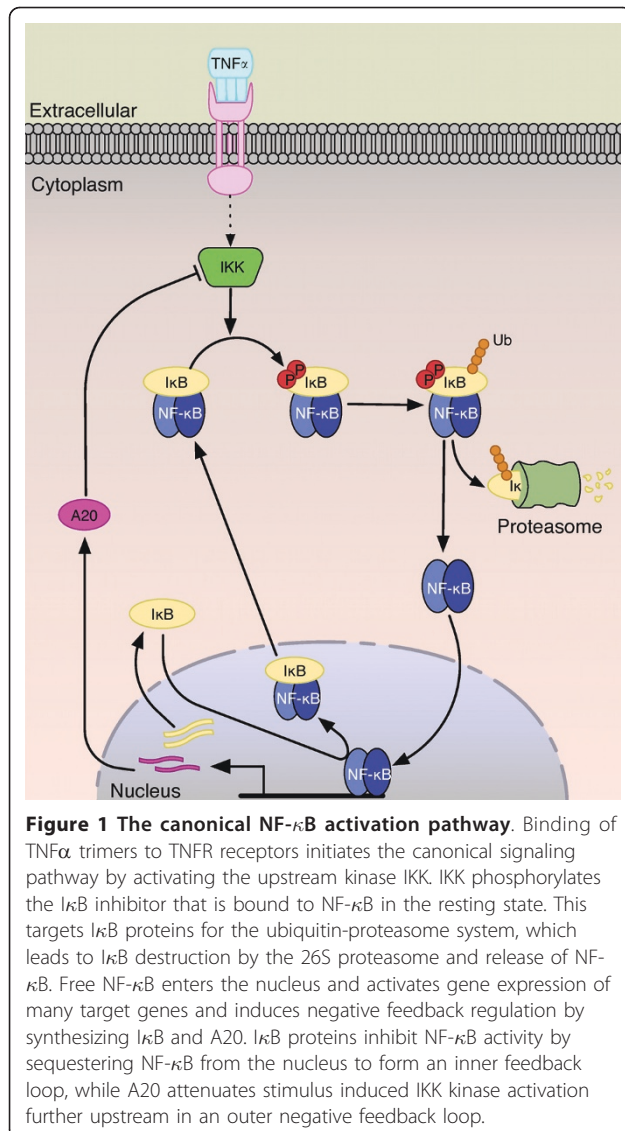 TNFα
Extracellular
Cytoplasm
IKK
Ub
P P IκB
P P IκB
IκB
NF-κB
NF-κB
NF-κB
Iκ
A20
Proteasome
NF-κB
IκB
IκB
NF-κB
NF-κB
Nucleus
Figure 1 The canonical NF-κB activation pathway. Binding of
TNFα trimers to TNFR receptors initiates the canonical signaling
pathway by activating the upstream kinase IKK. IKK phosphorylates
the IκB inhibitor that is bound to NF-κB in the resting state. This
targets IκB proteins for the ubiquitin-proteasome system, which
leads to IκB destruction by the 26S proteasome and release of NF-
κB. Free NF-κB enters the nucleus and activates gene expression of
many target genes and induces negative feedback regulation by
synthesizing IκB and A20. IκB proteins inhibit NF-κB activity by
sequestering NF-κB from the nucleus to form an inner feedback
loop, while A20 attenuates stimulus induced IKK kinase activation
further upstream in an outer negative feedback loop.